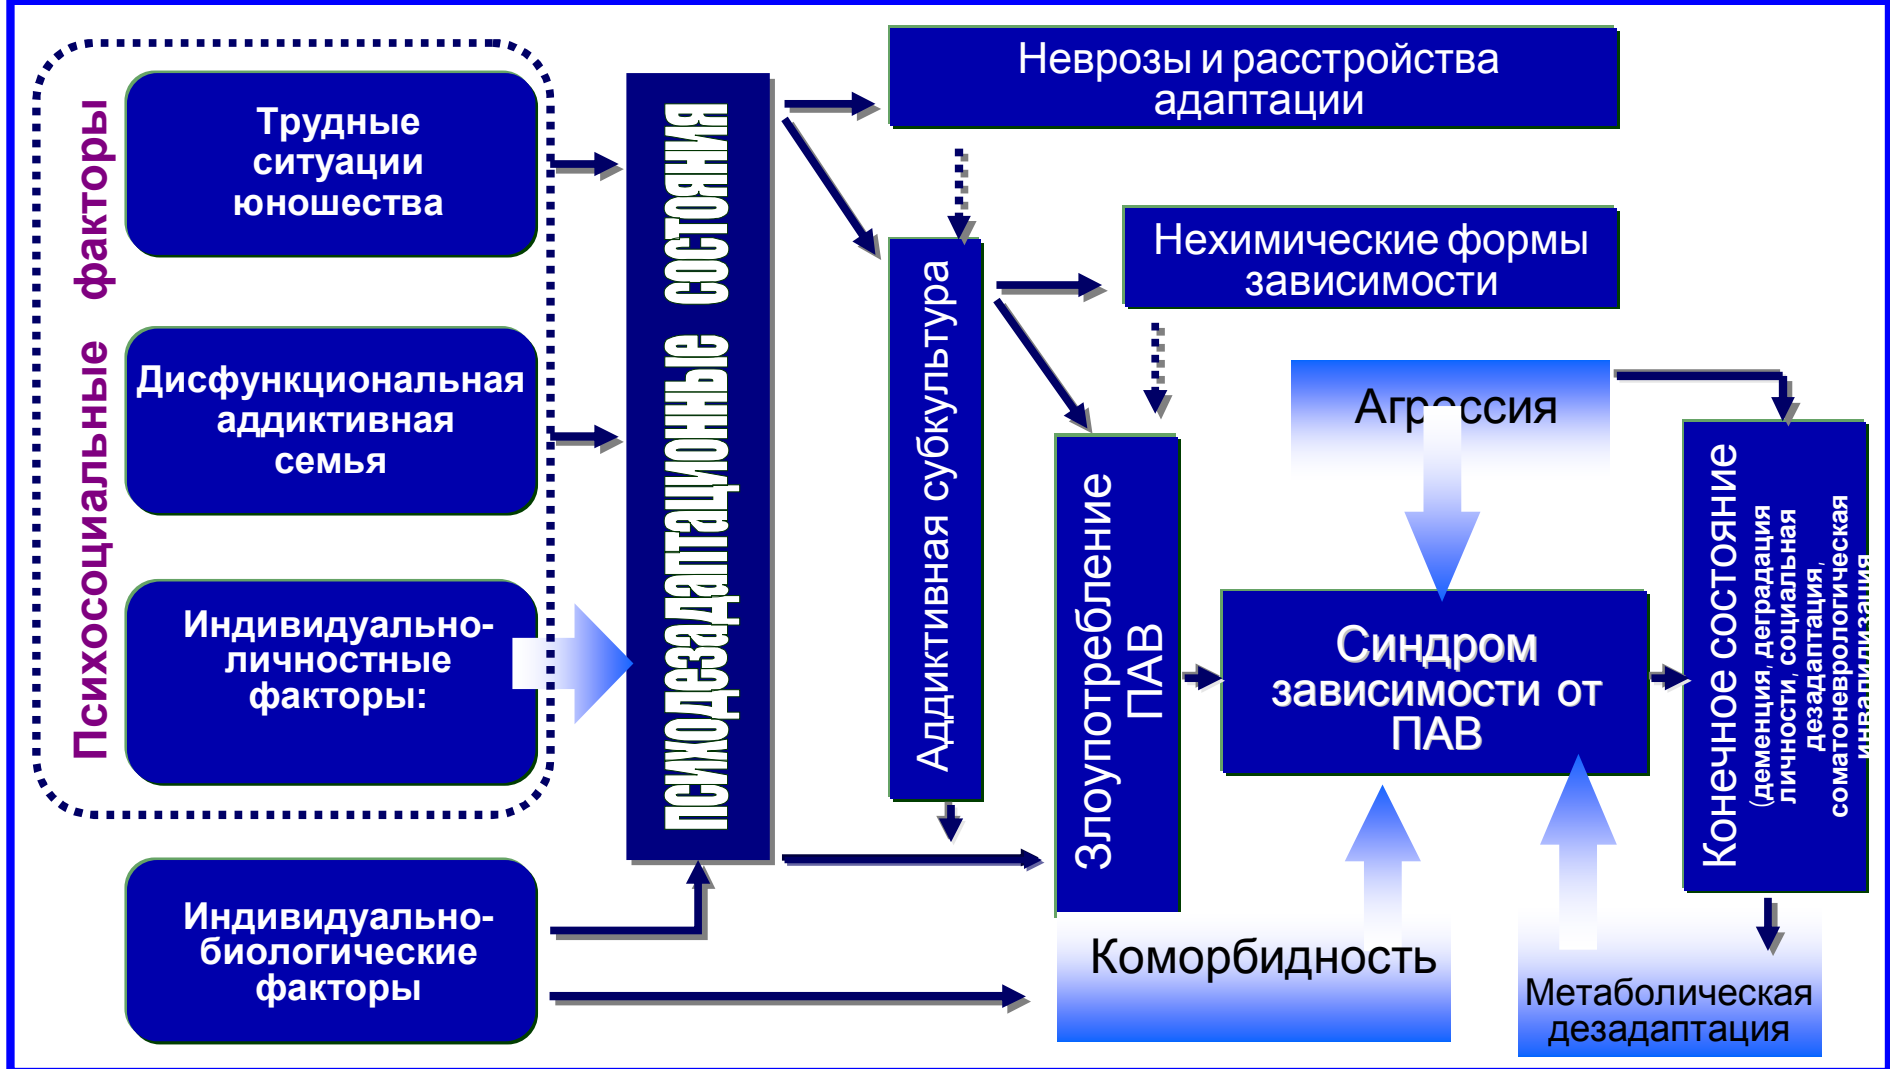 Психосоциальные факторы
Трудные
ситуации
юношества
Дисфункциональная
аддиктивная
семья
Индивидуально-
личностные
факторы:
Индивидуально-
биологические
факторы
психодезадаптационные состояния
Неврозы и расстройства
адаптации
Аддиктивная субкультура
Нехимические формы
зависимости
Злоупотребление
ПАВ
Агрессия
Синдром
зависимости от
ПАВ
Коморбидность
Метаболическая
дезадаптация
Конечное состояние
(деменция, деградация
личности, социальная
дезадаптация,
соматоневрологическая
инвалидизация